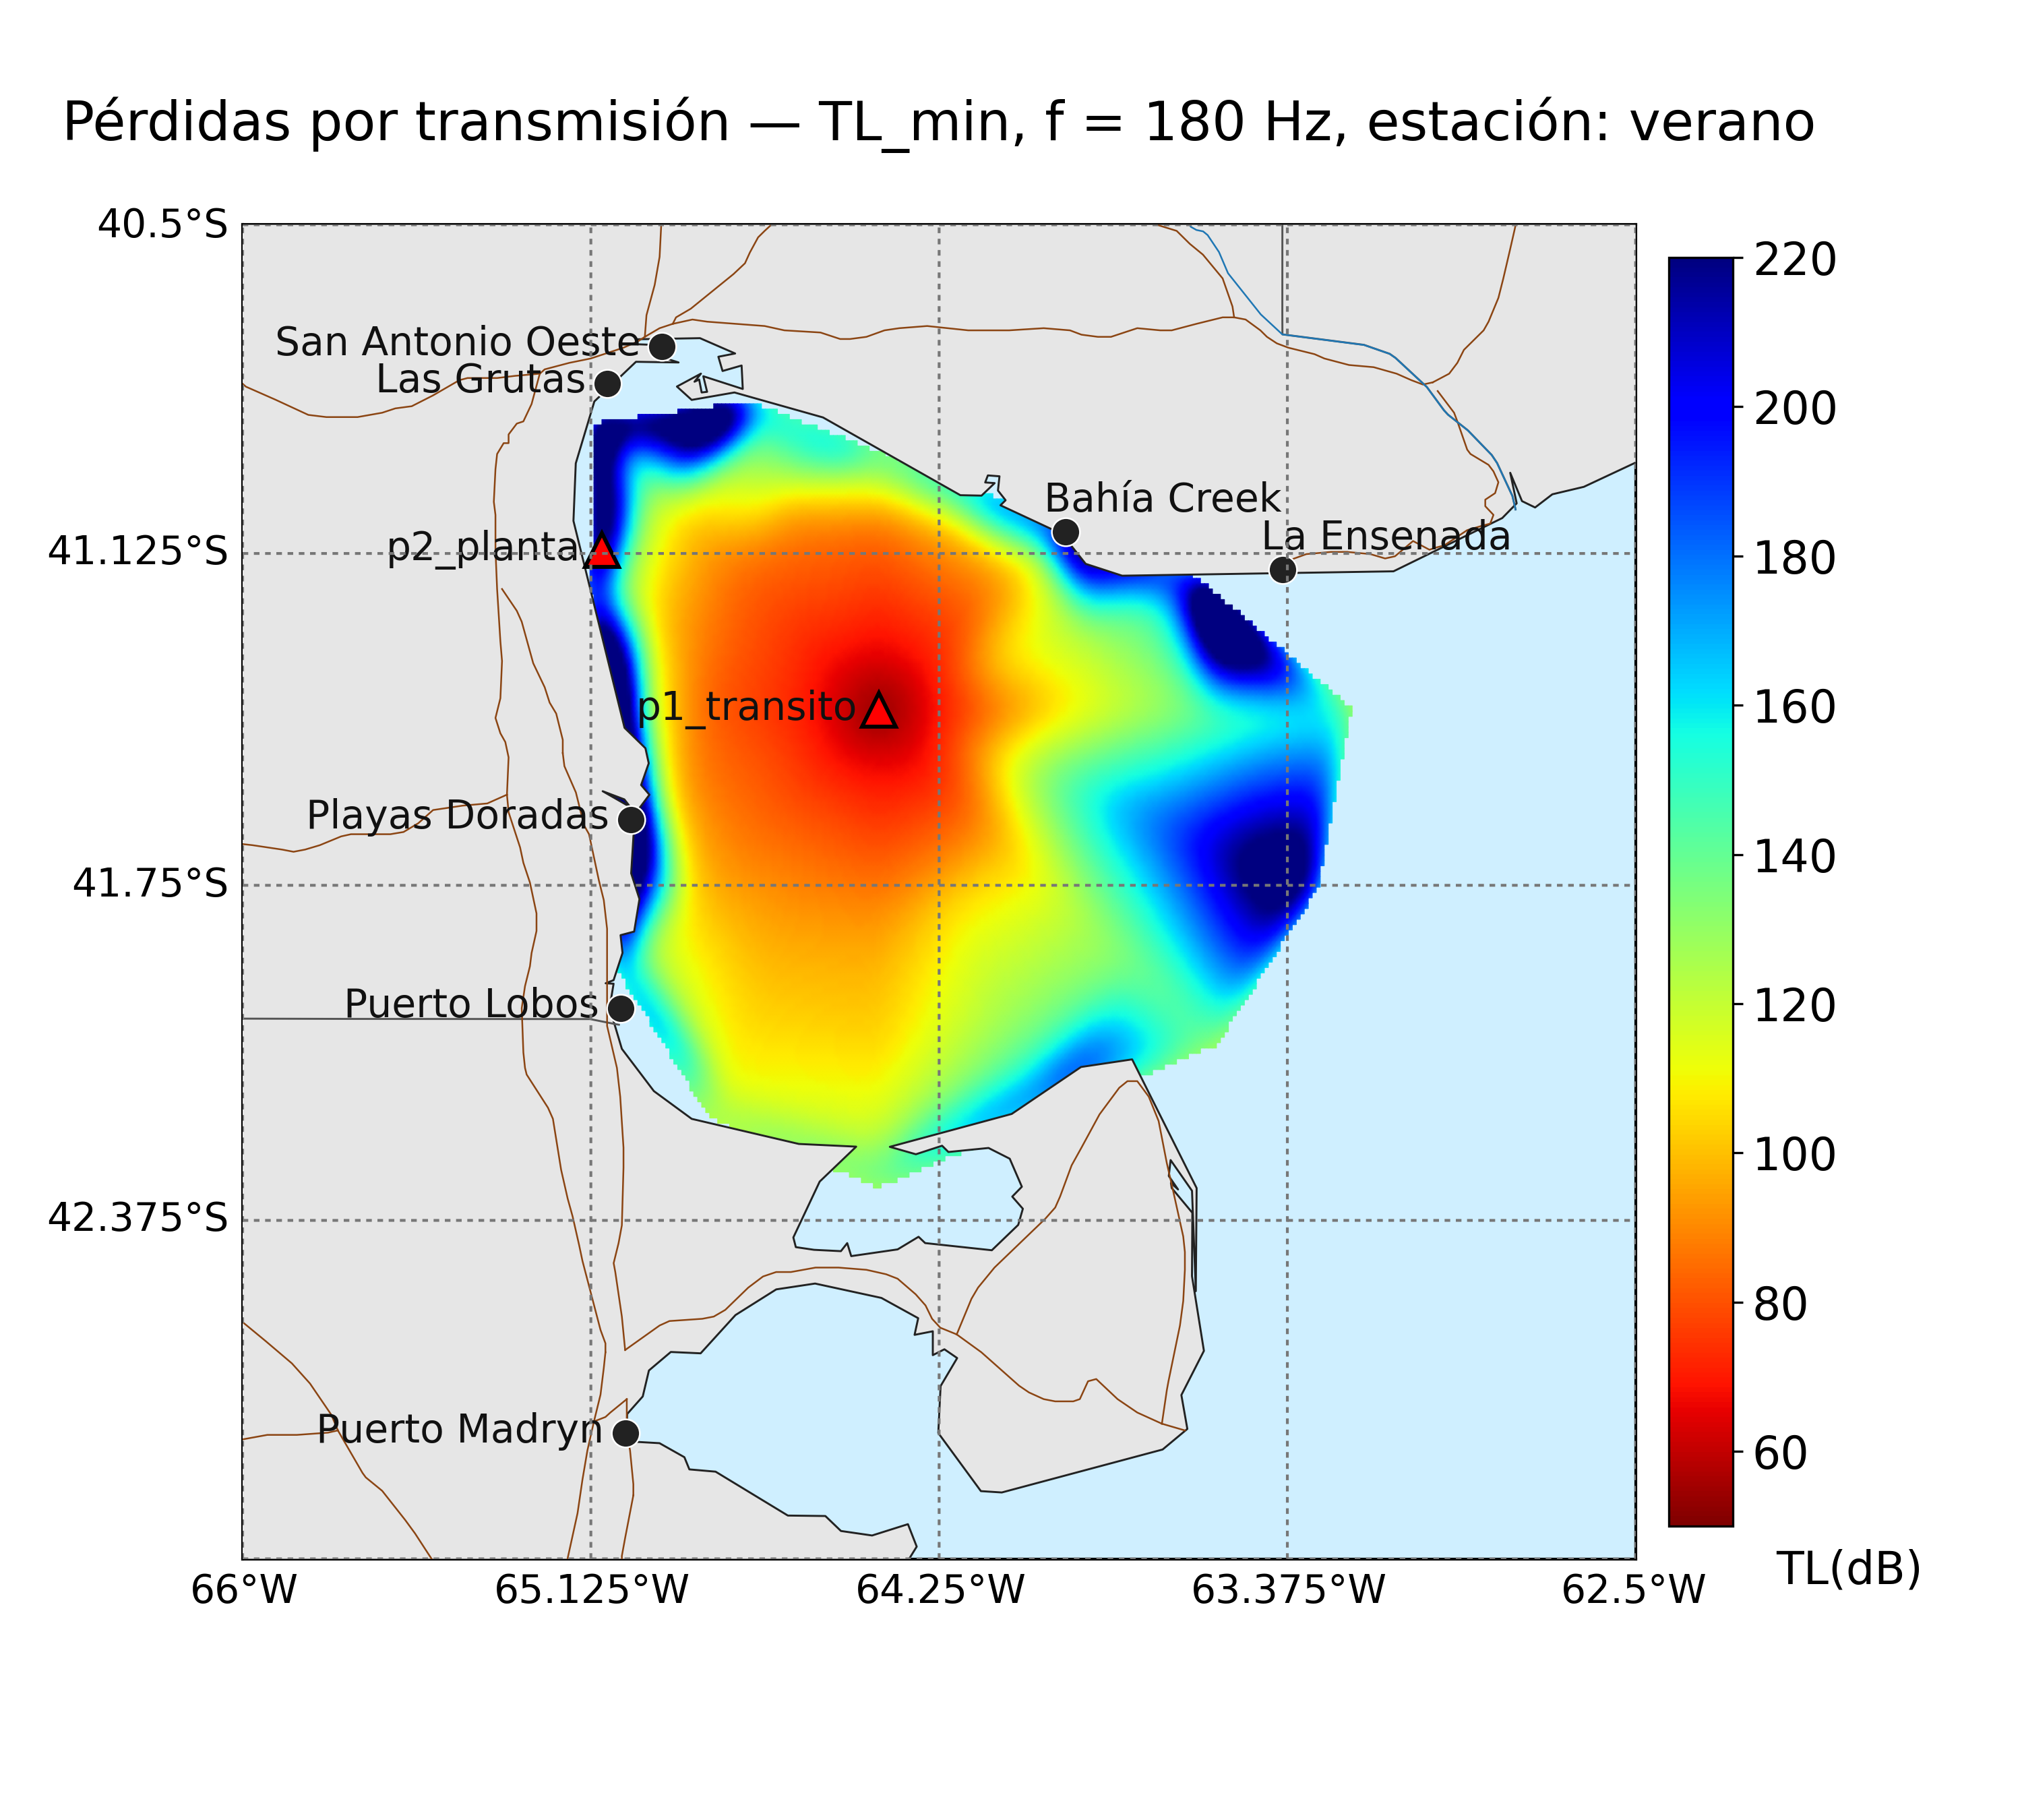 Pérdidas por transmisión — TL_min, f = 180 Hz, estación: verano
40.5°S
41.125°S
41.75°S
42.375°S
San Antonio Oeste
Las Grutas
Bahía Creek
La Ensenada
p2_planta
p1_transito
Playas Doradas
Puerto Lobos
Puerto Madryn
66°W
65.125°W
64.25°W
63.375°W
62.5°W
220
200
180
160
140
120
100
80
60
TL(dB)